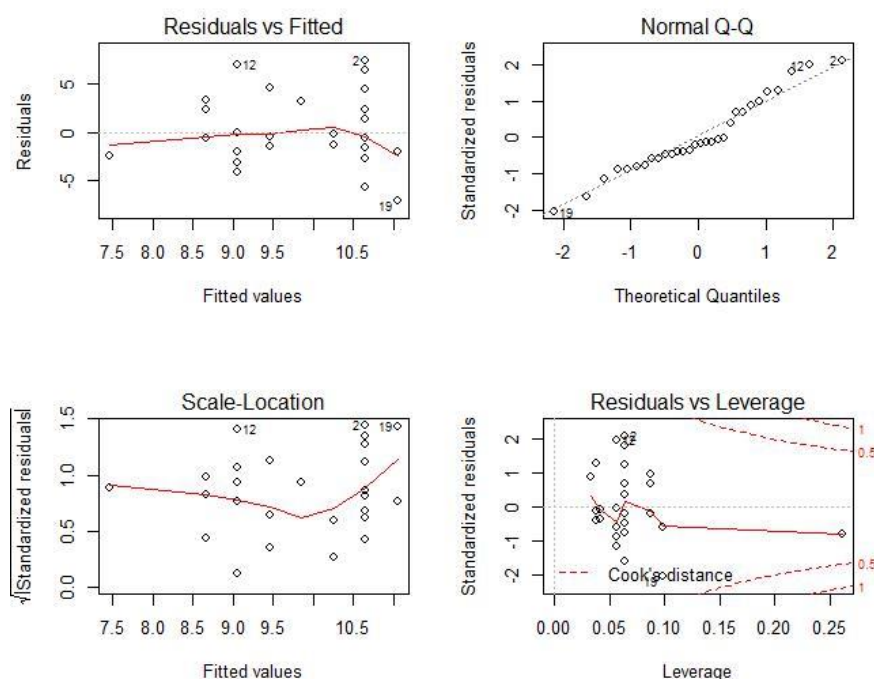 Residuals vs Fitted
Residuals
5
0
-5
12
2
19
7.5 8.0 8.5 9.0 9.5 10.5
Fitted values
Normal Q-Q
Standardized residuals
2
1
0
-1
-2
12
2
19
-2 -1 0 1 2
Theoretical Quantiles
Scale-Location
√|Standardized residuals|
1.5
1.0
0.5
0.0
12
2
19
7.5 8.0 8.5 9.0 9.5 10.5
Fitted values
Residuals vs Leverage
Standardized residuals
2
1
0
-1
-2
2
19
Cook's distance
1
0.5
0.5
1
0.00 0.05 0.10 0.15 0.20 0.25
Leverage